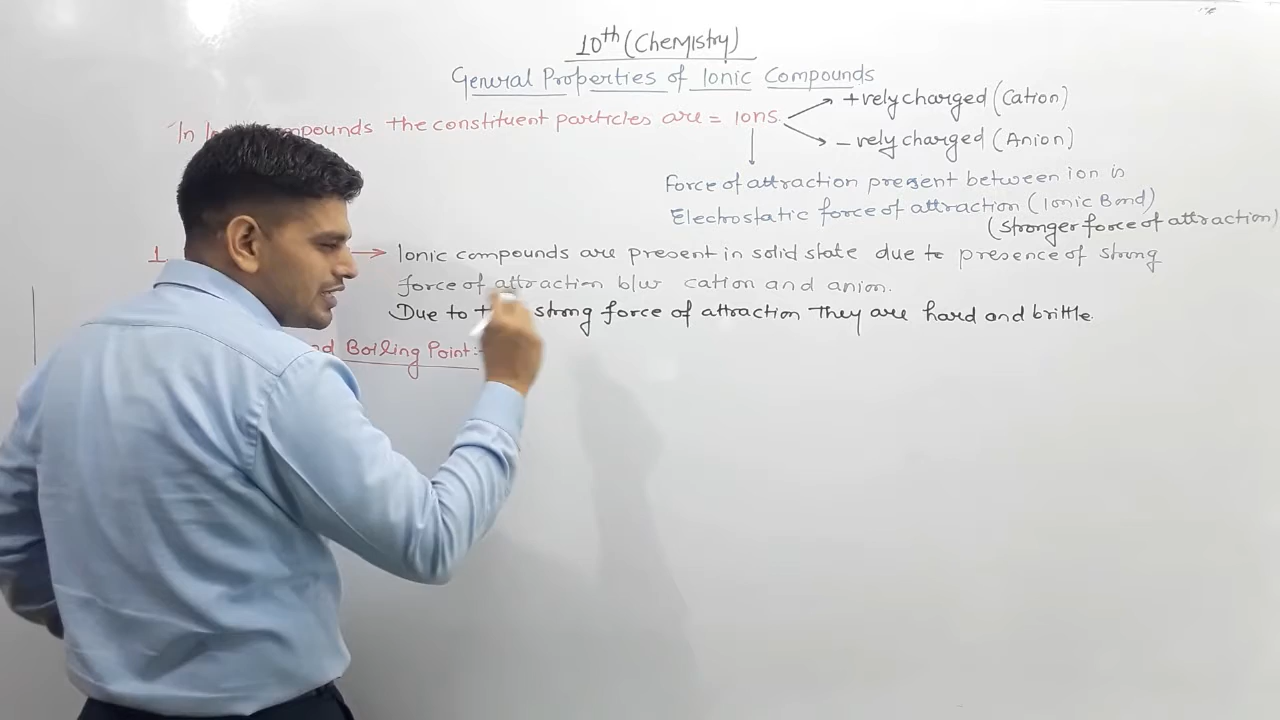 10th (Chemistry)
General Properties of Ionic Compounds
In compounds the constituent particles are = Ions.
+vely charged (Cation)
-vely charged (Anion)
Force of attraction present between ion is
Electrostatic force of attraction (Ionic Bond)
(stronger force of attraction)
1 → Ionic compounds are present in solid state due to presence of strong
force of attraction b/w cation and anion.
Due to strong force of attraction They are hard and brittle.
Boiling Point:-